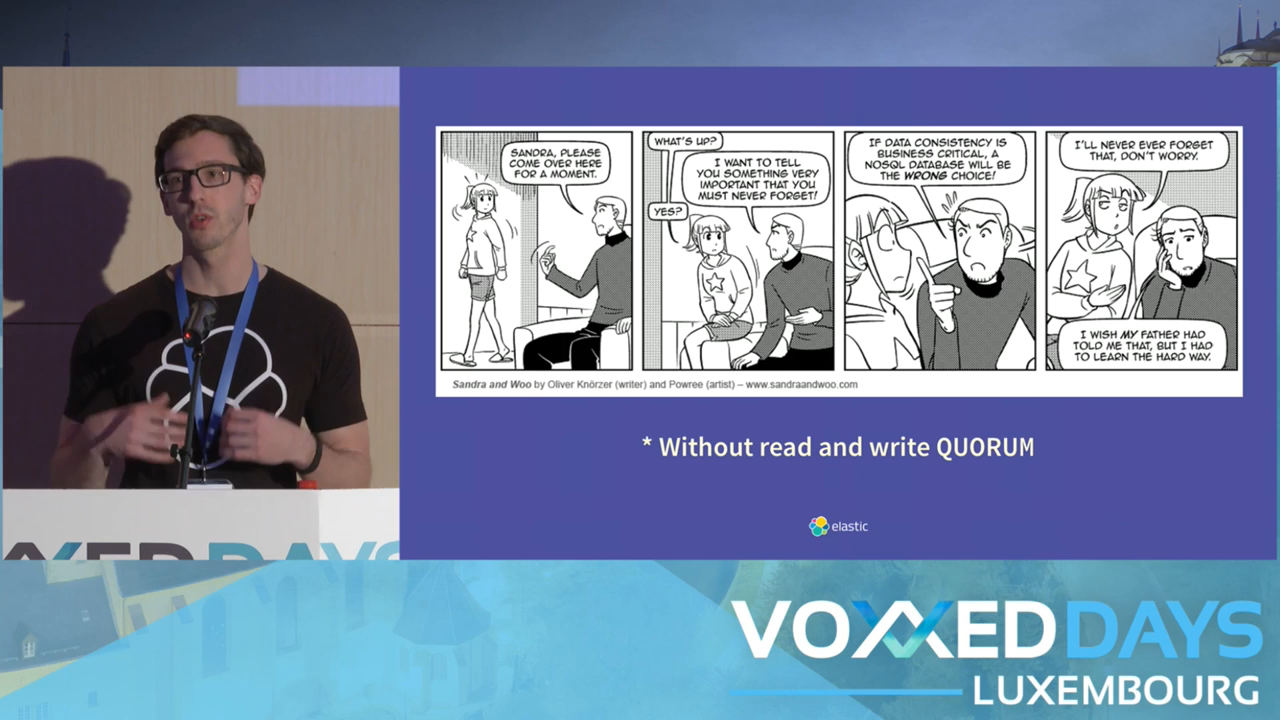 SANDRA, PLEASE
COME OVER HERE
FOR A MOMENT.
WHAT'S UP?
I WANT TO TELL
YOU SOMETHING VERY
IMPORTANT THAT YOU
MUST NEVER FORGET!
YES?
IF DATA CONSISTENCY IS
BUSINESS CRITICAL, A
NOSQL DATABASE WILL BE
THE WRONG CHOICE!
I'LL NEVER EVER FORGET
THAT, DON'T WORRY.
I WISH MY FATHER HAD
TOLD ME THAT, BUT I HAD
TO LEARN THE HARD WAY.
Sandra and Woo by Oliver Knörzer (writer) and Powree (artist) – www.sandraandwoo.com
* Without read and write QUORUM
elastic
VOXXED DAYS
VOXXED DAYS
LUXEMBOURG